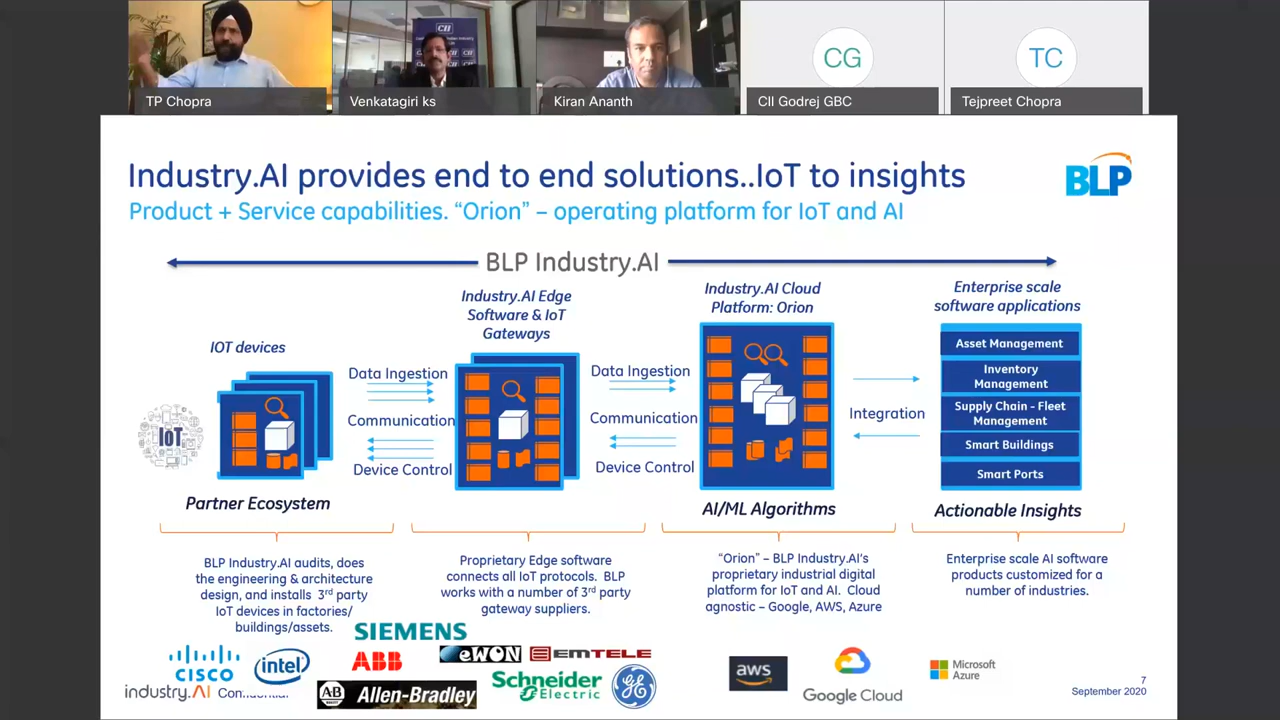 CG
TC
CII
TP Chopra
Venkatagiri ks
Kiran Ananth
CII Godrej GBC
Tejpreet Chopra
Industry.AI provides end to end solutions..IoT to insights
BLP
Product + Service capabilities. “Orion” – operating platform for IoT and AI
BLP Industry.AI
IOT devices
IoT
Partner Ecosystem
Data Ingestion
Communication
Device Control
Industry.AI Edge
Software & IoT
Gateways
Data Ingestion
Communication
Device Control
Industry.AI Cloud
Platform: Orion
AI/ML Algorithms
Integration
Enterprise scale
software applications
Asset Management
Inventory
Management
Supply Chain - Fleet
Management
Smart Buildings
Smart Ports
Actionable Insights
BLP Industry.AI audits, does
the engineering & architecture
design, and installs 3rd party
IoT devices in factories/
buildings/assets.
Proprietary Edge software
connects all IoT protocols. BLP
works with a number of 3rd party
gateway suppliers.
“Orion” – BLP Industry.AI’s
proprietary industrial digital
platform for IoT and AI. Cloud
agnostic – Google, AWS, Azure
Enterprise scale AI software
products customized for a
number of industries.
CISCO
intel
SIEMENS
ABB
eWON
EMTELE
AB Allen-Bradley
Schneider
Electric
GE
aws
Google Cloud
Microsoft
Azure
industry.AI
7
September 2020